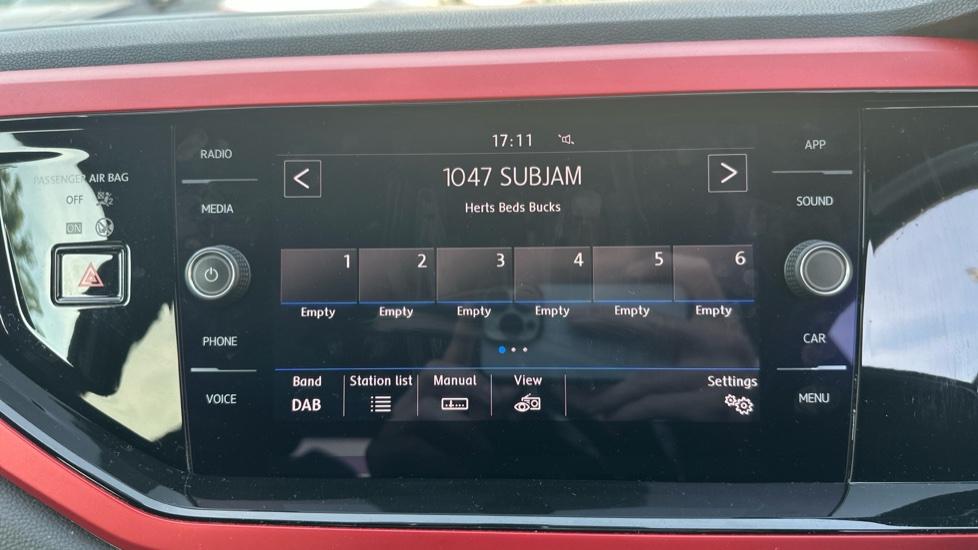 17:11
RADIO
APP
1047 SUBJAM
PASSENGER AIR BAG
OFF
MEDIA
Herts Beds Bucks
SOUND
ON
1 2 3 4 5 6
Empty Empty Empty Empty Empty Empty
PHONE
CAR
Band Station list Manual View Settings
VOICE
DAB
MENU